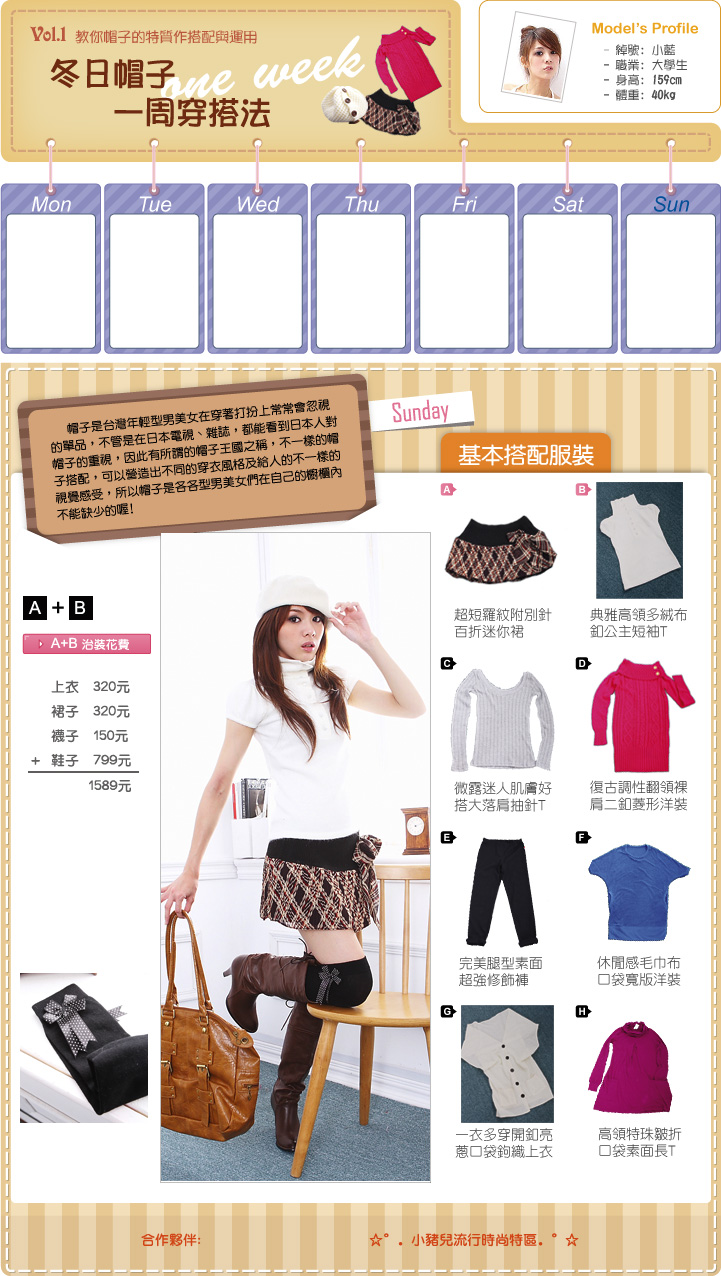 Vol.1 教你帽子的特質作搭配與運用
冬日帽子
one week
一周穿搭法
Model's Profile
- 綽號: 小藍
- 職業: 大學生
- 身高: 159cm
- 體重: 40kg
Mon Tue Wed Thu Fri Sat Sun
帽子是台灣年輕型男美女在穿著打扮上常常會忽視
的單品，不管是在日本電視、雜誌，都能看到日本人對
帽子的重視，因此有所謂的帽子王國之稱，不一樣的帽
子搭配，可以營造出不同的穿衣風格及給人的不一樣的
視覺感受，所以帽子是各各型男美女們在自己的櫥櫃內
不能缺少的喔！
Sunday
基本搭配服裝
A + B
A+B 治裝花費
上衣 320元
裙子 320元
襪子 150元
+ 鞋子 799元
1589元
A
超短羅紋附別針
百折迷你裙
B
典雅高領多絨布
釦公主短袖T
C
微露迷人肌膚好
搭大落肩抽針T
D
復古調性翻領裸
肩二釦菱形洋裝
E
完美腿型素面
超強修飾褲
F
休閒感毛巾布
口袋寬版洋裝
G
一衣多穿開釦亮
蔥口袋鉤織上衣
H
高領特珠皺折
口袋素面長T
合作夥伴:
☆°．小豬兒流行時尚特區．°☆